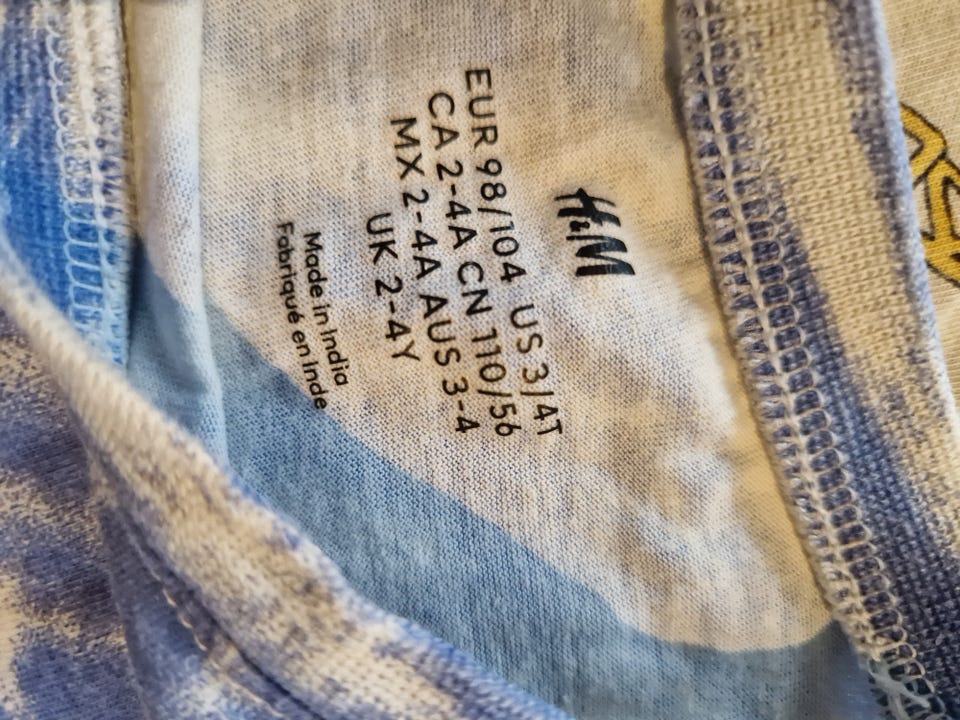 H&M
EUR 98/104 US 3/4T
CA 2-4A CN 110/56
MX 2-4A AUS 3-4
UK 2-4Y
Made in India
Fabriqué en Inde